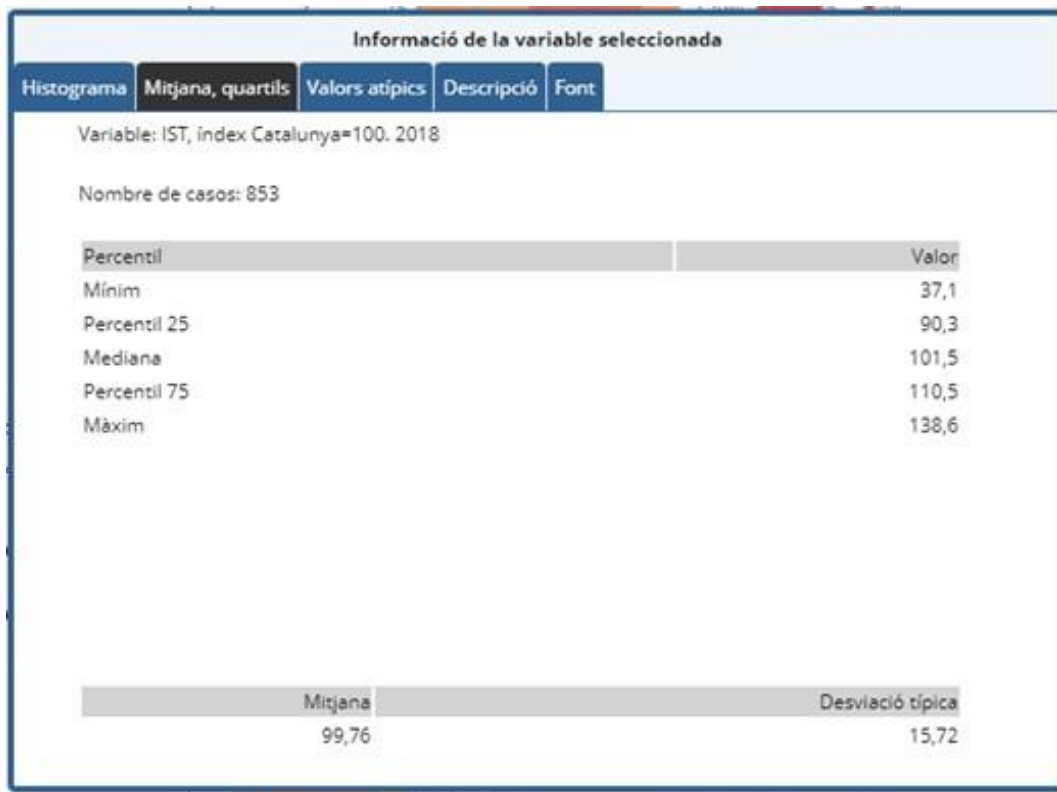 Informació de la variable seleccionada
Histograma Mitjana, quartils Valors atípics Descripció Font
Variable: IST, índex Catalunya=100. 2018
Nombre de casos: 853
Percentil Valor
Mínim 37,1
Percentil 25 90,3
Mediana 101,5
Percentil 75 110,5
Màxim 138,6
Mitjana Desviació típica
99,76 15,72